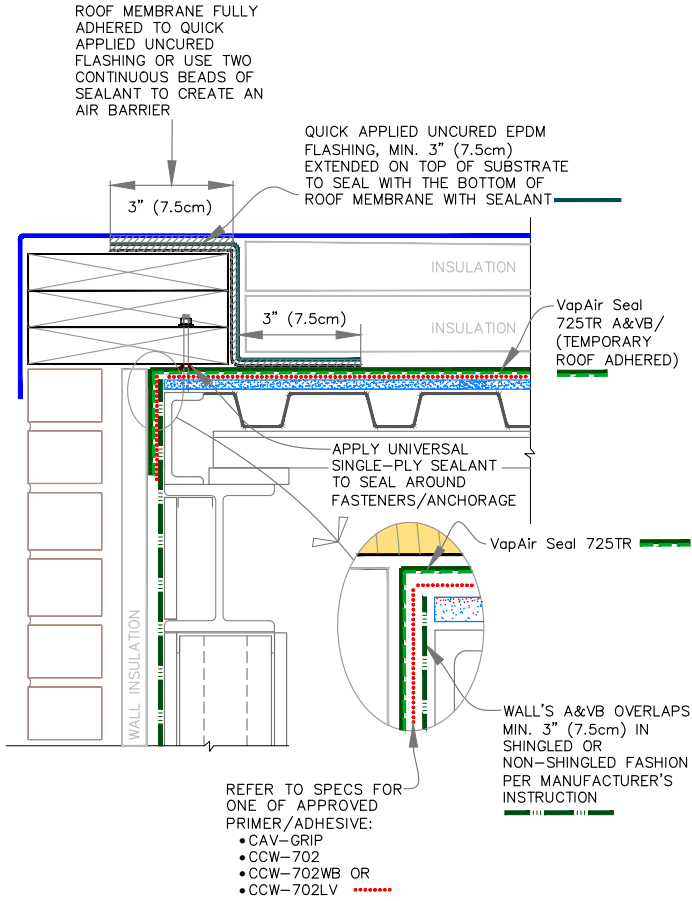 ROOF MEMBRANE FULLY
ADHERED TO QUICK
APPLIED UNCURED
FLASHING OR USE TWO
CONTINUOUS BEADS OF
SEALANT TO CREATE AN
AIR BARRIER
QUICK APPLIED UNCURED EPDM
FLASHING, MIN. 3" (7.5cm)
EXTENDED ON TOP OF SUBSTRATE
TO SEAL WITH THE BOTTOM OF
ROOF MEMBRANE WITH SEALANT
3" (7.5cm)
INSULATION
3" (7.5cm)
INSULATION
VapAir Seal
725TR A&VB/
(TEMPORARY
ROOF ADHERED)
APPLY UNIVERSAL
SINGLE-PLY SEALANT
TO SEAL AROUND
FASTENERS/ANCHORAGE
VapAir Seal 725TR
WALL INSULATION
WALL'S A&VB OVERLAPS
MIN. 3" (7.5cm) IN
SHINGLED OR
NON-SHINGLED FASHION
PER MANUFACTURER'S
INSTRUCTION
REFER TO SPECS FOR
ONE OF APPROVED
PRIMER/ADHESIVE:
• CAV-GRIP
• CCW-702
• CCW-702WB OR
• CCW-702LV